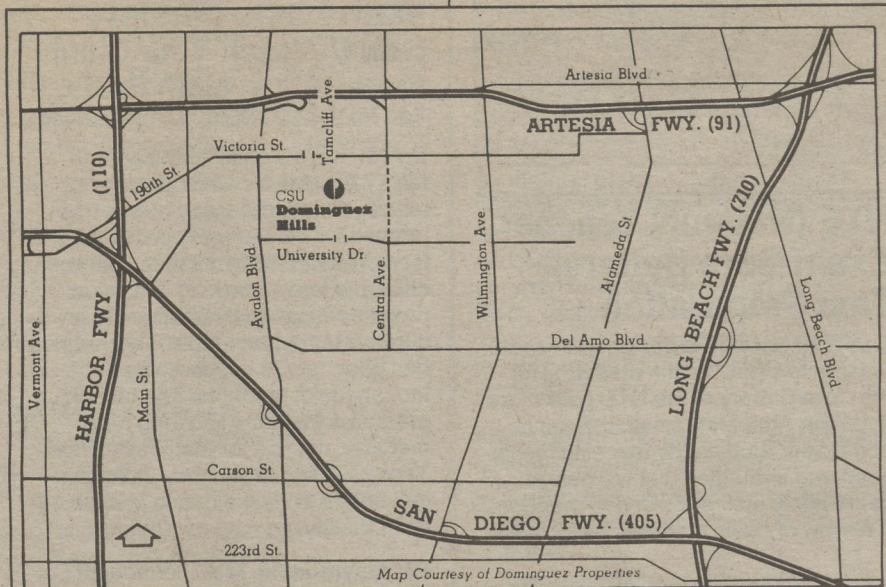 Artesia Blvd.
Tamcliff Ave
ARTESIA FWY. (91)
Victoria St.
(110)
190th St.
CSU
Dominguez
Hills
University Dr.
Avalon Blvd.
Central Ave.
Wilmington Ave.
Alameda St
LONG BEACH FWY. (710)
Long Beach Blvd.
Vermont Ave.
HARBOR FWY
Main St.
Del Amo Blvd.
Carson St.
SAN DIEGO FWY. (405)
223rd St.
Map Courtesy of Dominguez Properties